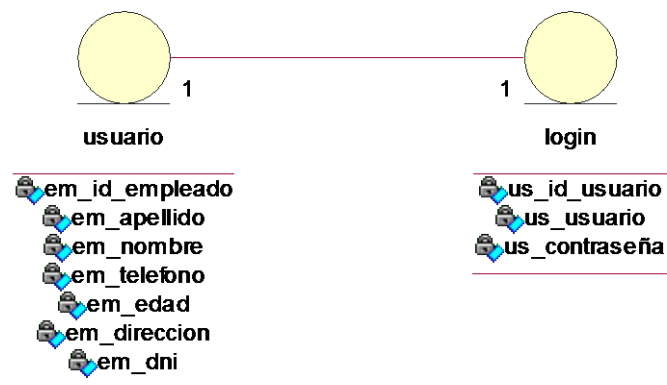 1
1
usuario
login
em_id_empleado
em_apellido
em_nombre
em_telefono
em_edad
em_direccion
em_dni
us_id_usuario
us_usuario
us_contraseña